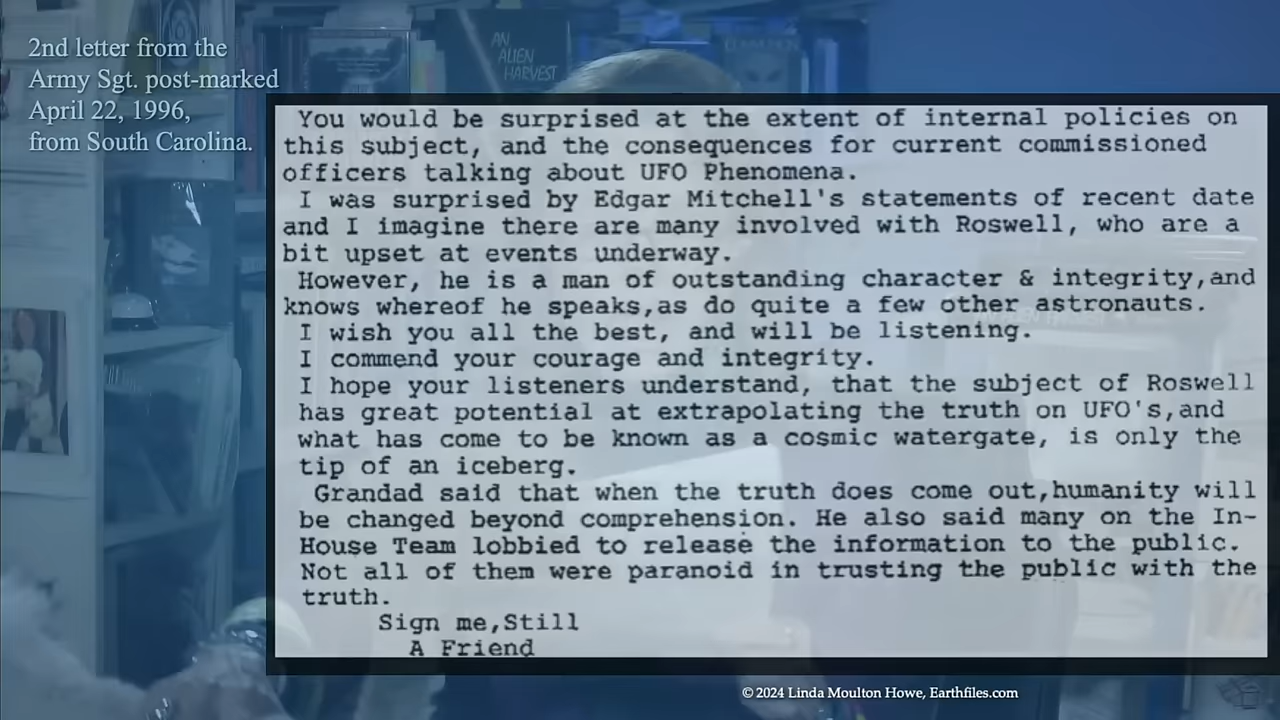 2nd letter from the
Army Sgt. post-marked
April 22, 1996,
from South Carolina.
AN
ALIEN
HARVEST
You would be surprised at the extent of internal policies on
this subject, and the consequences for current commissioned
officers talking about UFO Phenomena.
I was surprised by Edgar Mitchell's statements of recent date
and I imagine there are many involved with Roswell, who are a
bit upset at events underway.
However, he is a man of outstanding character & integrity,and
knows whereof he speaks,as do quite a few other astronauts.
I wish you all the best, and will be listening.
I commend your courage and integrity.
I hope your listeners understand, that the subject of Roswell
has great potential at extrapolating the truth on UFO's,and
what has come to be known as a cosmic watergate, is only the
tip of an iceberg.
Grandad said that when the truth does come out,humanity will
be changed beyond comprehension. He also said many on the In-
House Team lobbied to release the information to the public.
Not all of them were paranoid in trusting the public with the
truth.
Sign me,Still
A Friend
© 2024 Linda Moulton Howe, Earthfiles.com